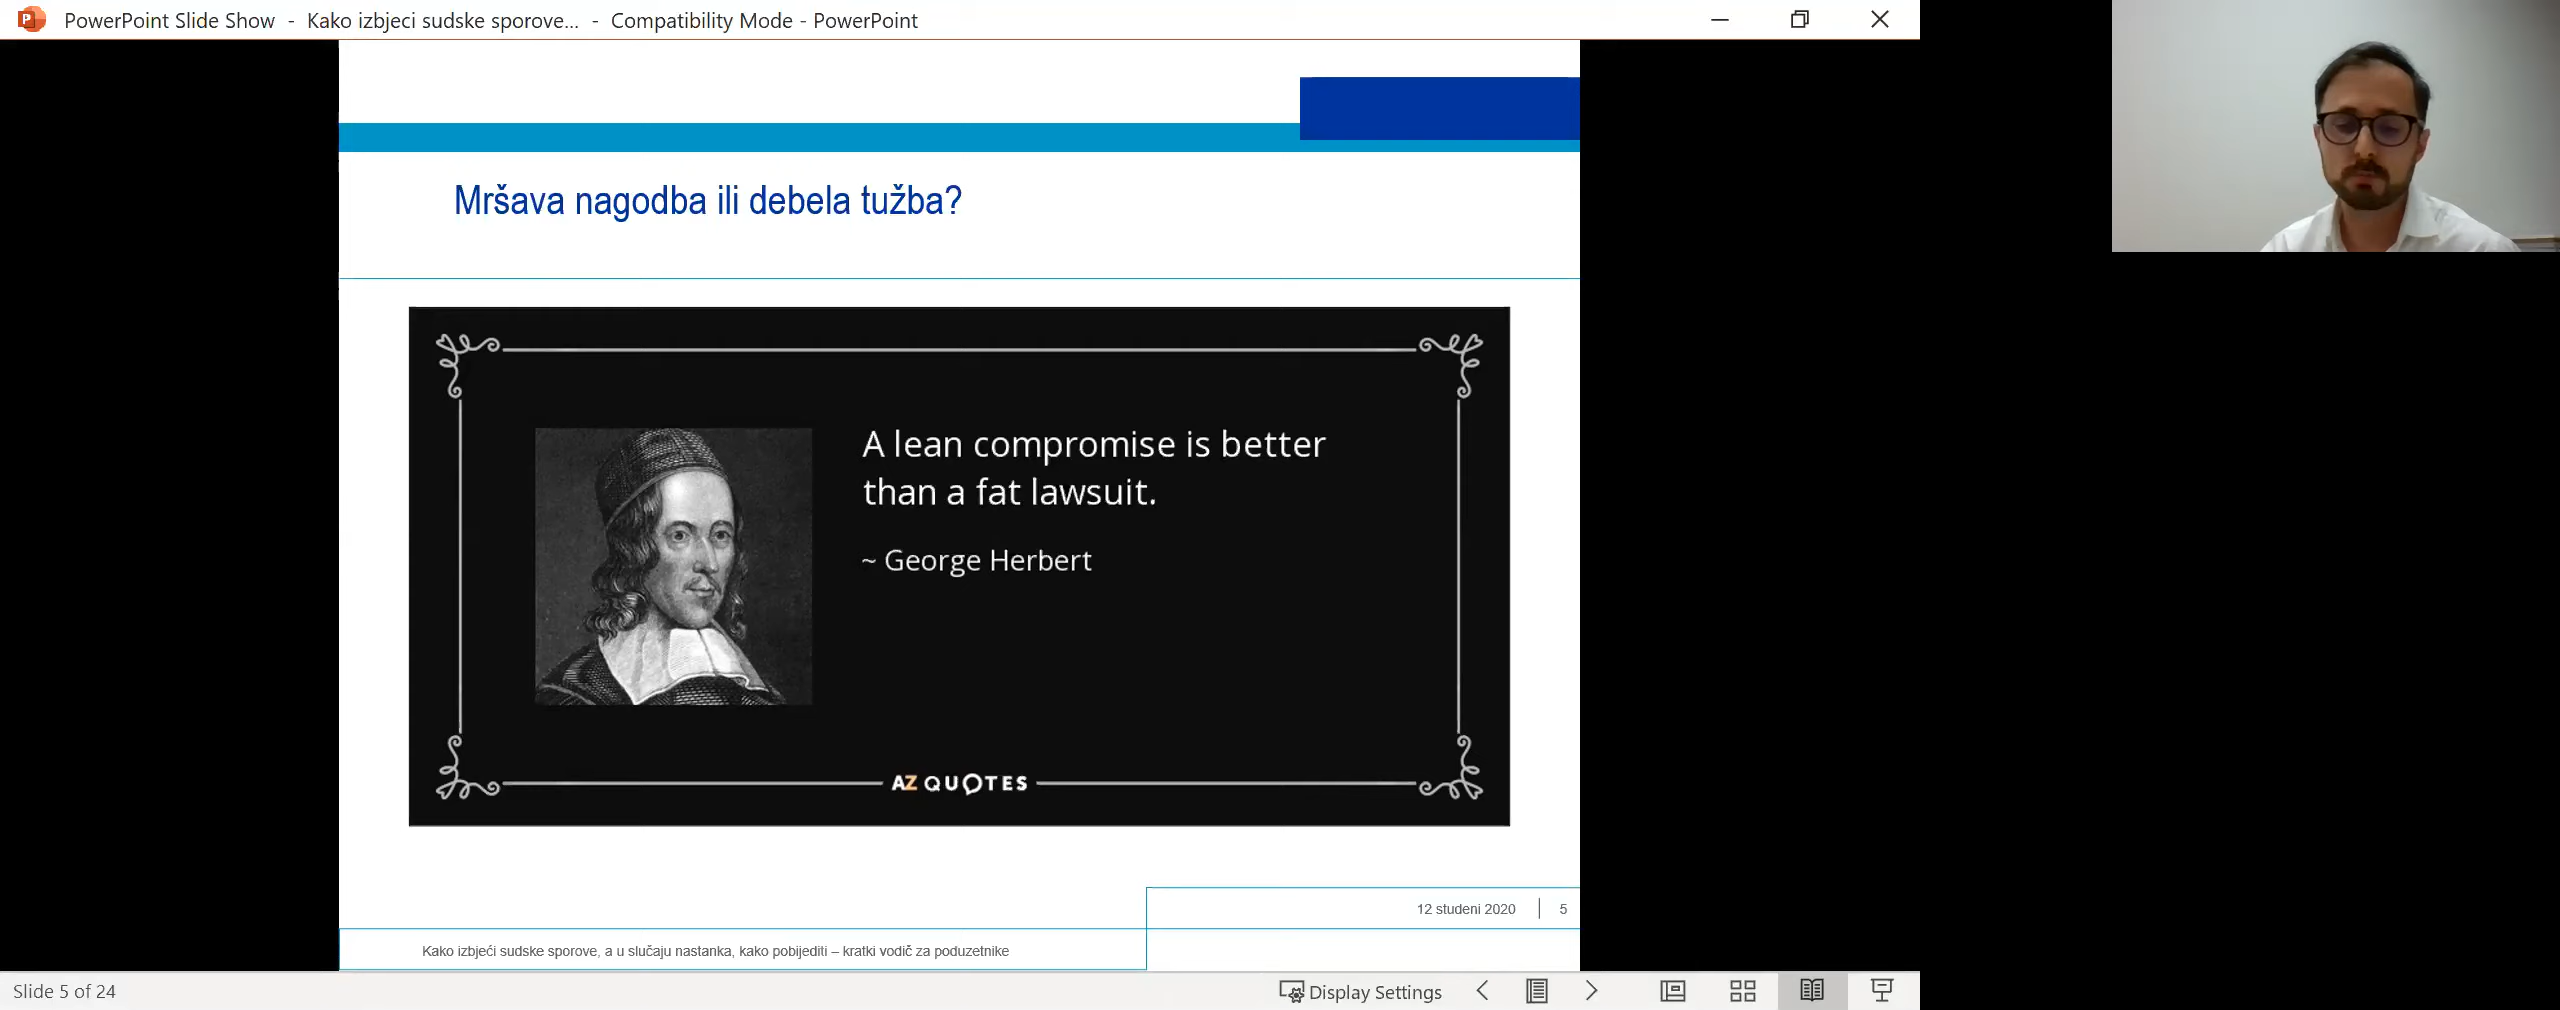 PowerPoint Slide Show - Kako izbjeci sudske sporove... - Compatibility Mode - PowerPoint
Mršava nagodba ili debela tužba?
A lean compromise is better
than a fat lawsuit.
~ George Herbert
AZ QUOTES
12 studeni 2020 5
Kako izbjeći sudske sporove, a u slučaju nastanka, kako pobijediti – kratki vodič za poduzetnike
Slide 5 of 24
Display Settings